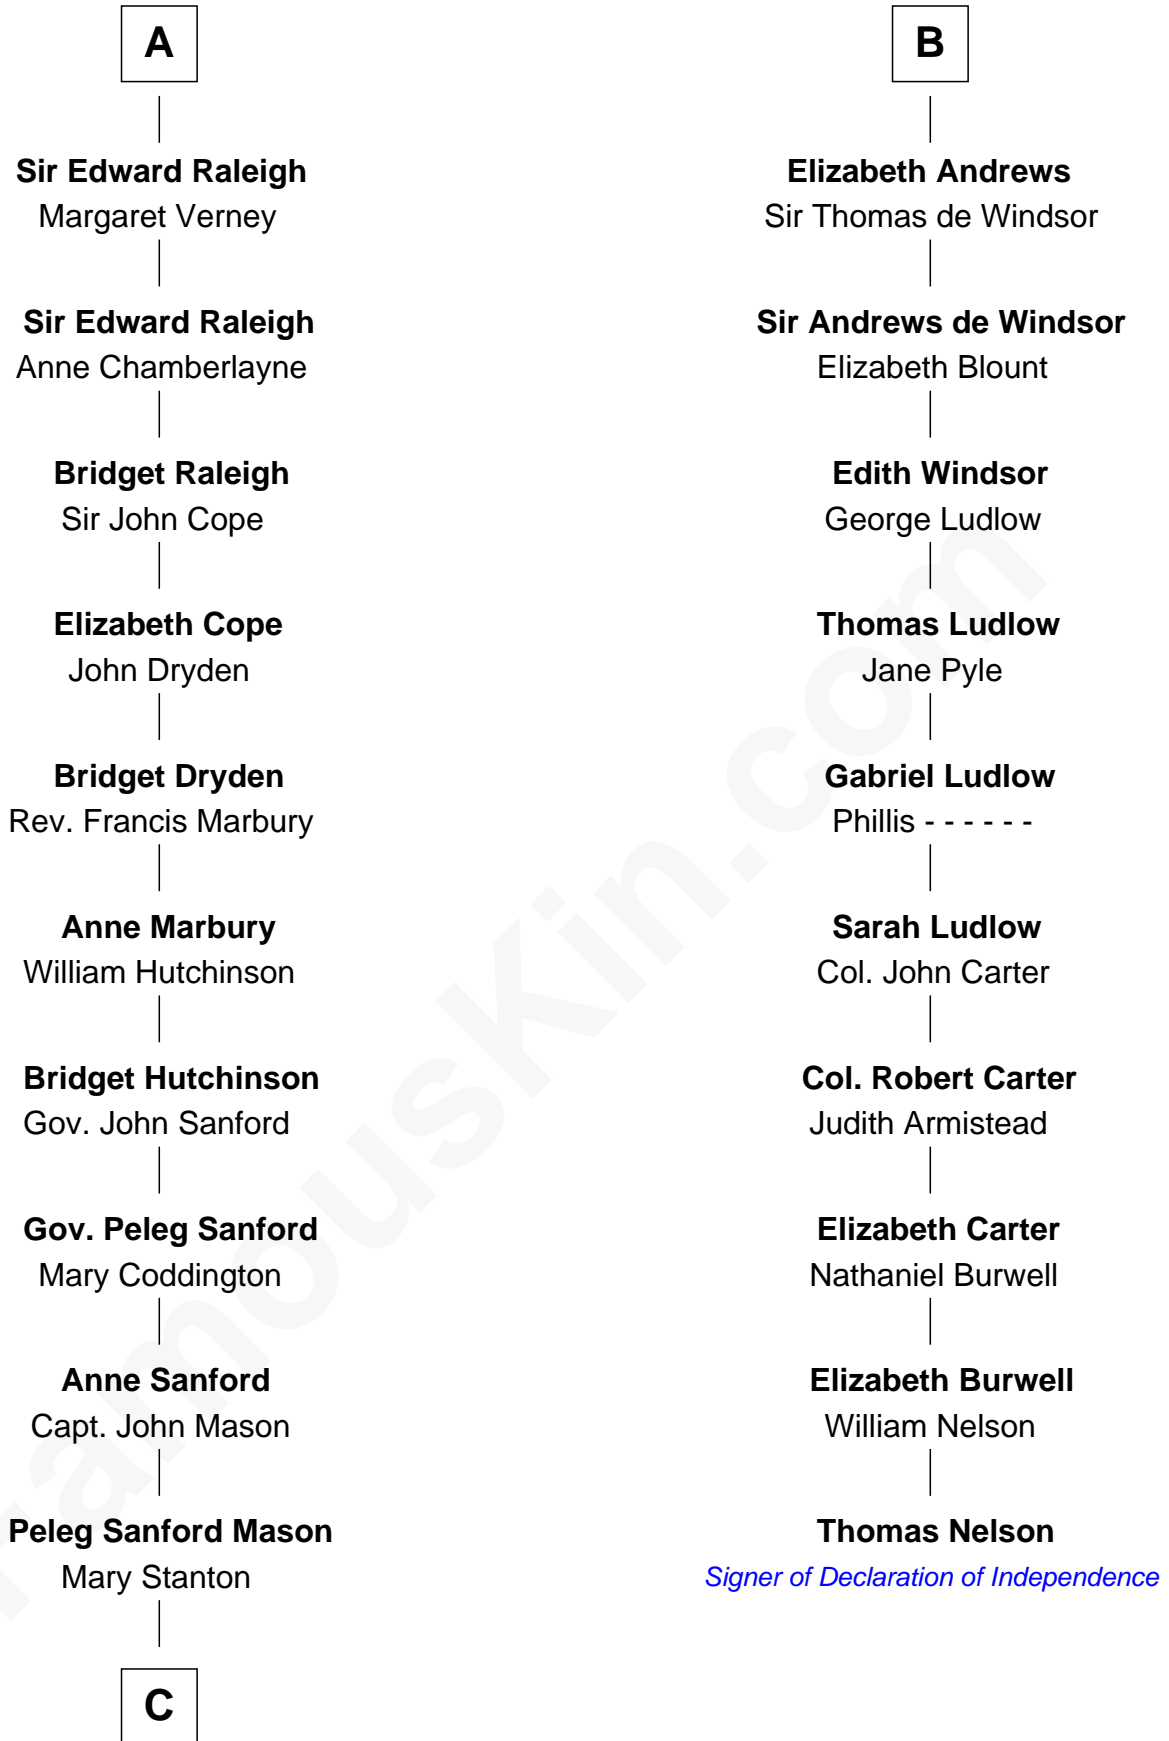 A
Sir Edward Raleigh
Margaret Verney
Sir Edward Raleigh
Anne Chamberlayne
Bridget Raleigh
Sir John Cope
Elizabeth Cope
John Dryden
Bridget Dryden
Rev. Francis Marbury
Anne Marbury
William Hutchinson
Bridget Hutchinson
Gov. John Sanford
Gov. Peleg Sanford
Mary Coddington
Anne Sanford
Capt. John Mason
Peleg Sanford Mason
Mary Stanton
C
B
Elizabeth Andrews
Sir Thomas de Windsor
Sir Andrews de Windsor
Elizabeth Blount
Edith Windsor
George Ludlow
Thomas Ludlow
Jane Pyle
Gabriel Ludlow
Phillis - - - - - -
Sarah Ludlow
Col. John Carter
Col. Robert Carter
Judith Armistead
Elizabeth Carter
Nathaniel Burwell
Elizabeth Burwell
William Nelson
Thomas Nelson
Signer of Declaration of Independence
FamousKin.com